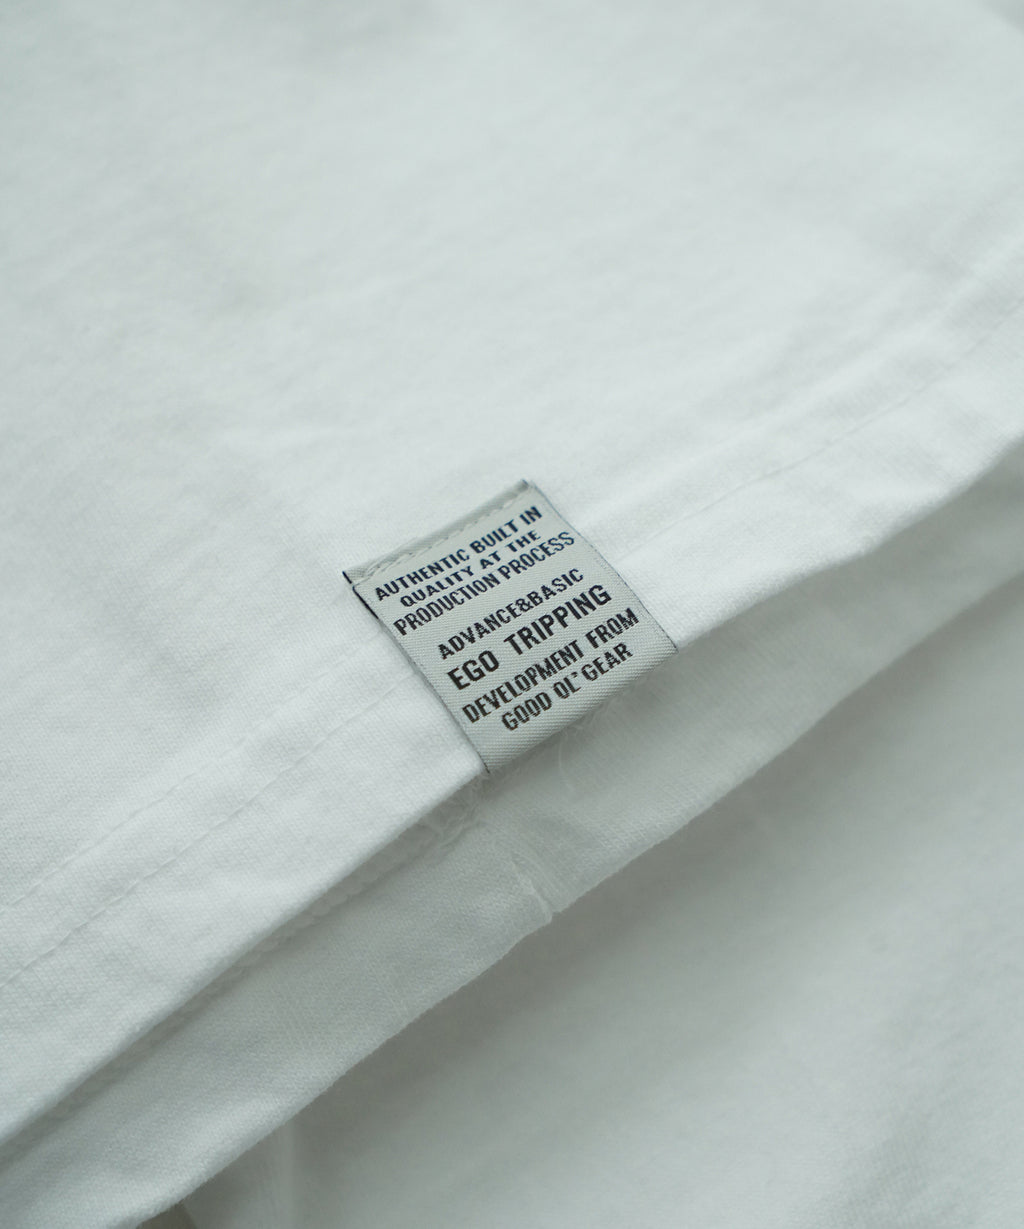 AUTHENTIC BUILT IN
QUALITY AT THE
PRODUCTION PROCESS
ADVANCE&BASIC
EGO TRIPPING
DEVELOPMENT FROM
GOOD OL' GEAR